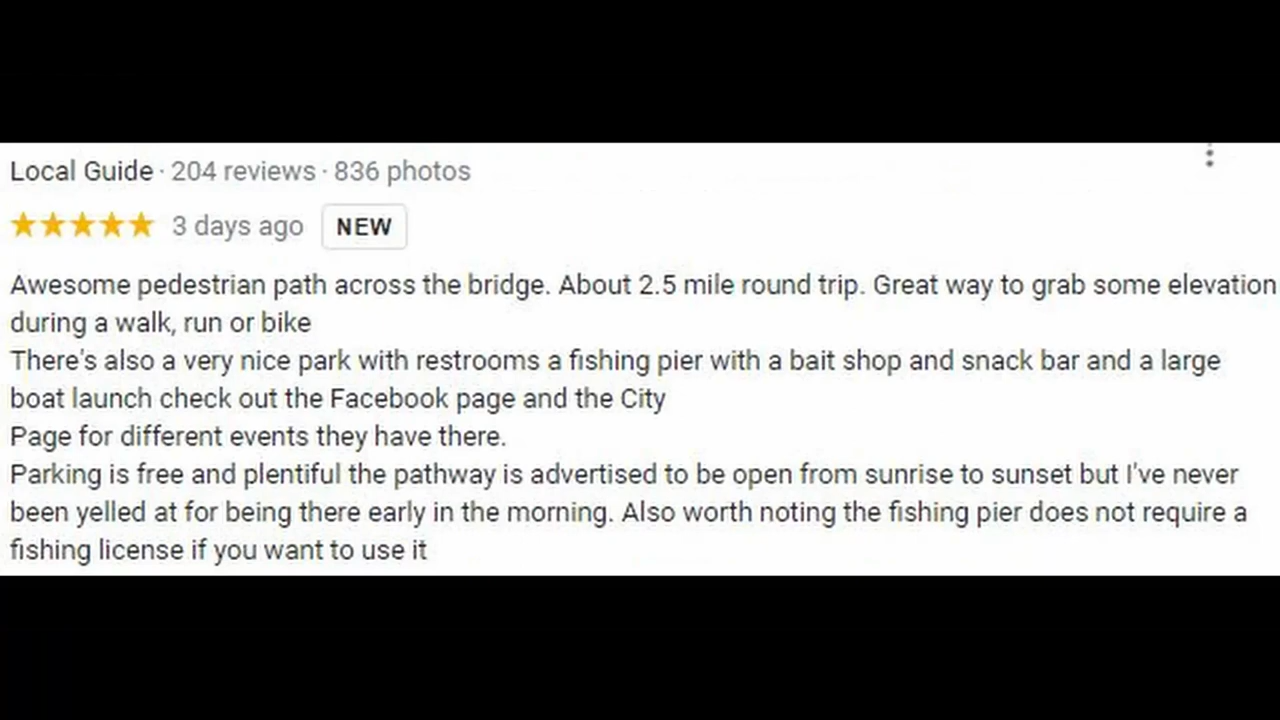 Local Guide · 204 reviews · 836 photos
3 days ago NEW
Awesome pedestrian path across the bridge. About 2.5 mile round trip. Great way to grab some elevation
during a walk, run or bike
There's also a very nice park with restrooms a fishing pier with a bait shop and snack bar and a large
boat launch check out the Facebook page and the City
Page for different events they have there.
Parking is free and plentiful the pathway is advertised to be open from sunrise to sunset but I've never
been yelled at for being there early in the morning. Also worth noting the fishing pier does not require a
fishing license if you want to use it